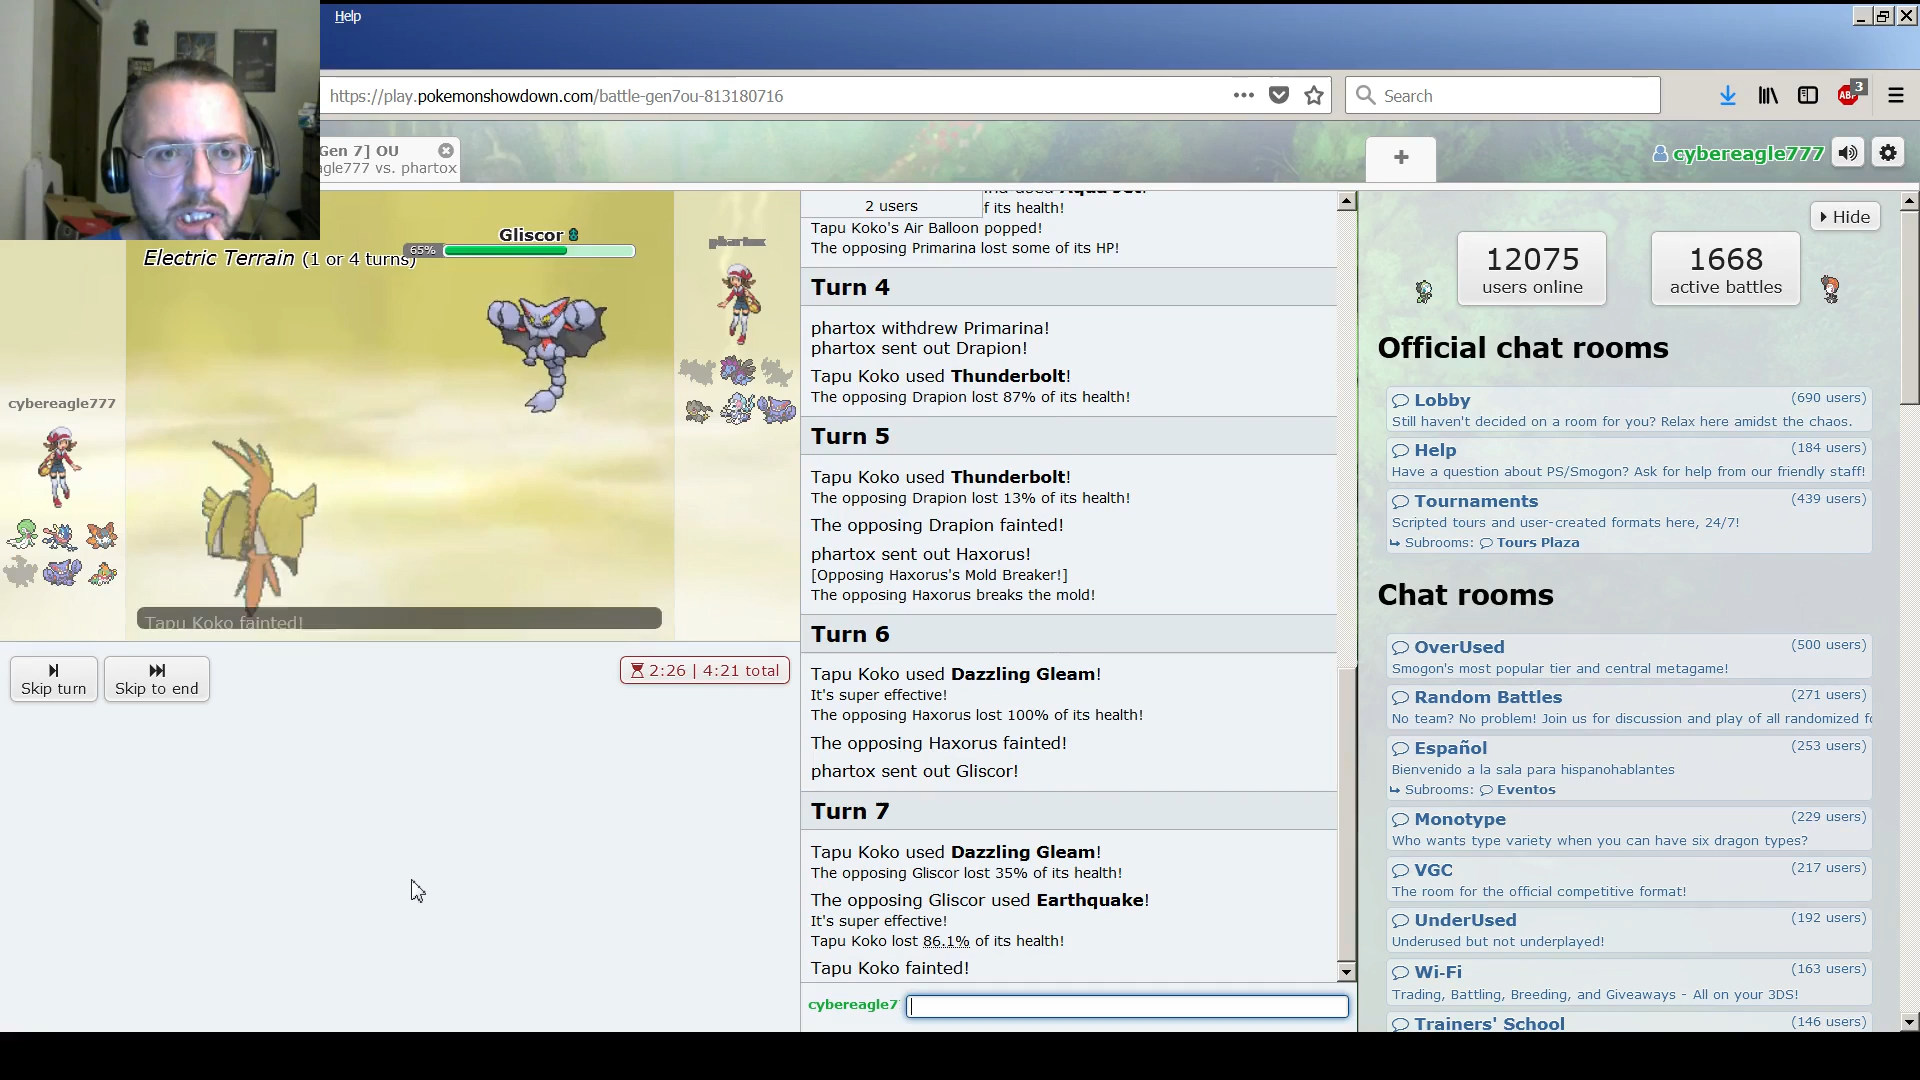 Help
https://play.pokemonshowdown.com/battle-gen7ou-813180716
Search
3
ABP
Gen 7] OU
agle777 vs. phartox
+
cybereagle777
Gliscor
65%
Electric Terrain (1 or 4 turns)
phartox
cybereagle777
Tapu Koko fainted!
Skip turn
Skip to end
2:26 | 4:21 total
2 users
of its health!
Tapu Koko's Air Balloon popped!
The opposing Primarina lost some of its HP!
Turn 4
phartox withdrew Primarina!
phartox sent out Drapion!
Tapu Koko used Thunderbolt!
The opposing Drapion lost 87% of its health!
Turn 5
Tapu Koko used Thunderbolt!
The opposing Drapion lost 13% of its health!
The opposing Drapion fainted!
phartox sent out Haxorus!
[Opposing Haxorus's Mold Breaker!]
The opposing Haxorus breaks the mold!
Turn 6
Tapu Koko used Dazzling Gleam!
It's super effective!
The opposing Haxorus lost 100% of its health!
The opposing Haxorus fainted!
phartox sent out Gliscor!
Turn 7
Tapu Koko used Dazzling Gleam!
The opposing Gliscor lost 35% of its health!
The opposing Gliscor used Earthquake!
It's super effective!
Tapu Koko lost 86.1% of its health!
Tapu Koko fainted!
cybereagle7
Hide
12075
users online
1668
active battles
Official chat rooms
Lobby (690 users)
Still haven't decided on a room for you? Relax here amidst the chaos.
Help (184 users)
Have a question about PS/Smogon? Ask for help from our friendly staff!
Tournaments (439 users)
Scripted tours and user-created formats here, 24/7!
↳ Subrooms: Tours Plaza
Chat rooms
OverUsed (500 users)
Smogon's most popular tier and central metagame!
Random Battles (271 users)
No team? No problem! Join us for discussion and play of all randomized fo
Español (253 users)
Bienvenido a la sala para hispanohablantes
↳ Subrooms: Eventos
Monotype (229 users)
Who wants type variety when you can have six dragon types?
VGC (217 users)
The room for the official competitive format!
UnderUsed (192 users)
Underused but not underplayed!
Wi-Fi (163 users)
Trading, Battling, Breeding, and Giveaways - All on your 3DS!
Trainers' School (146 users)